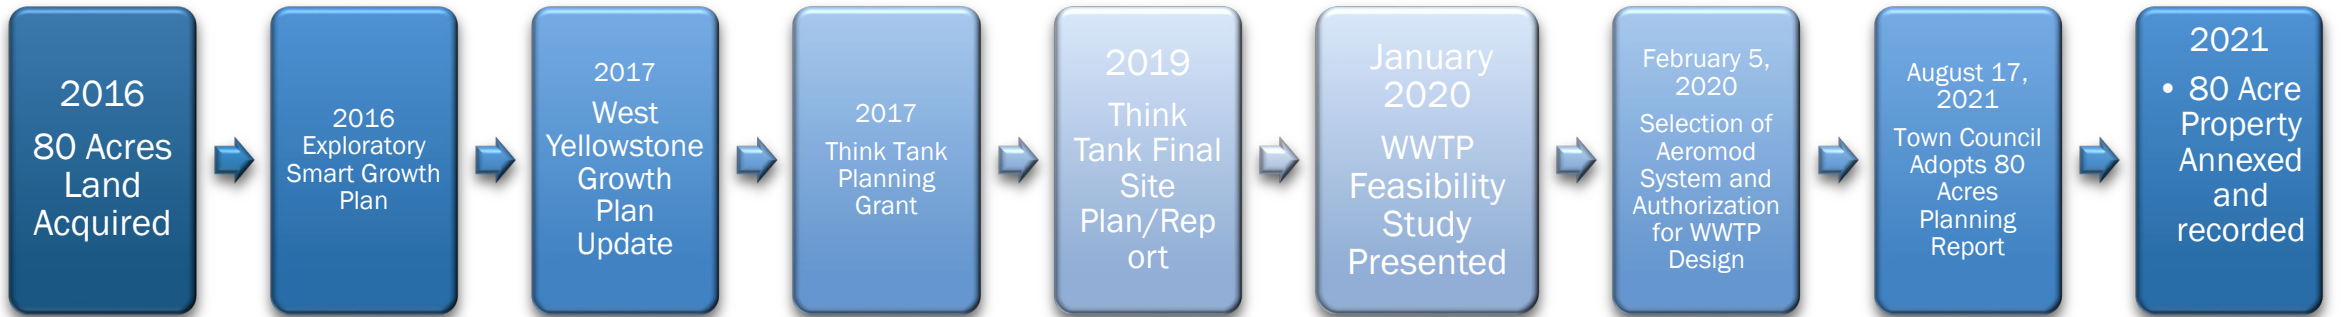 2016
80 Acres
Land
Acquired
2016
Exploratory
Smart Growth
Plan
2017
West
Yellowstone
Growth
Plan
Update
2017
Think Tank
Planning
Grant
2019
Think
Tank Final
Site
Plan/Rep
ort
January
2020
WWTP
Feasibility
Study
Presented
February 5,
2020
Selection of
Aeromod
System and
Authorization
for WWTP
Design
August 17,
2021
Town Council
Adopts 80
Acres
Planning
Report
2021
• 80 Acre
Property
Annexed
and
recorded